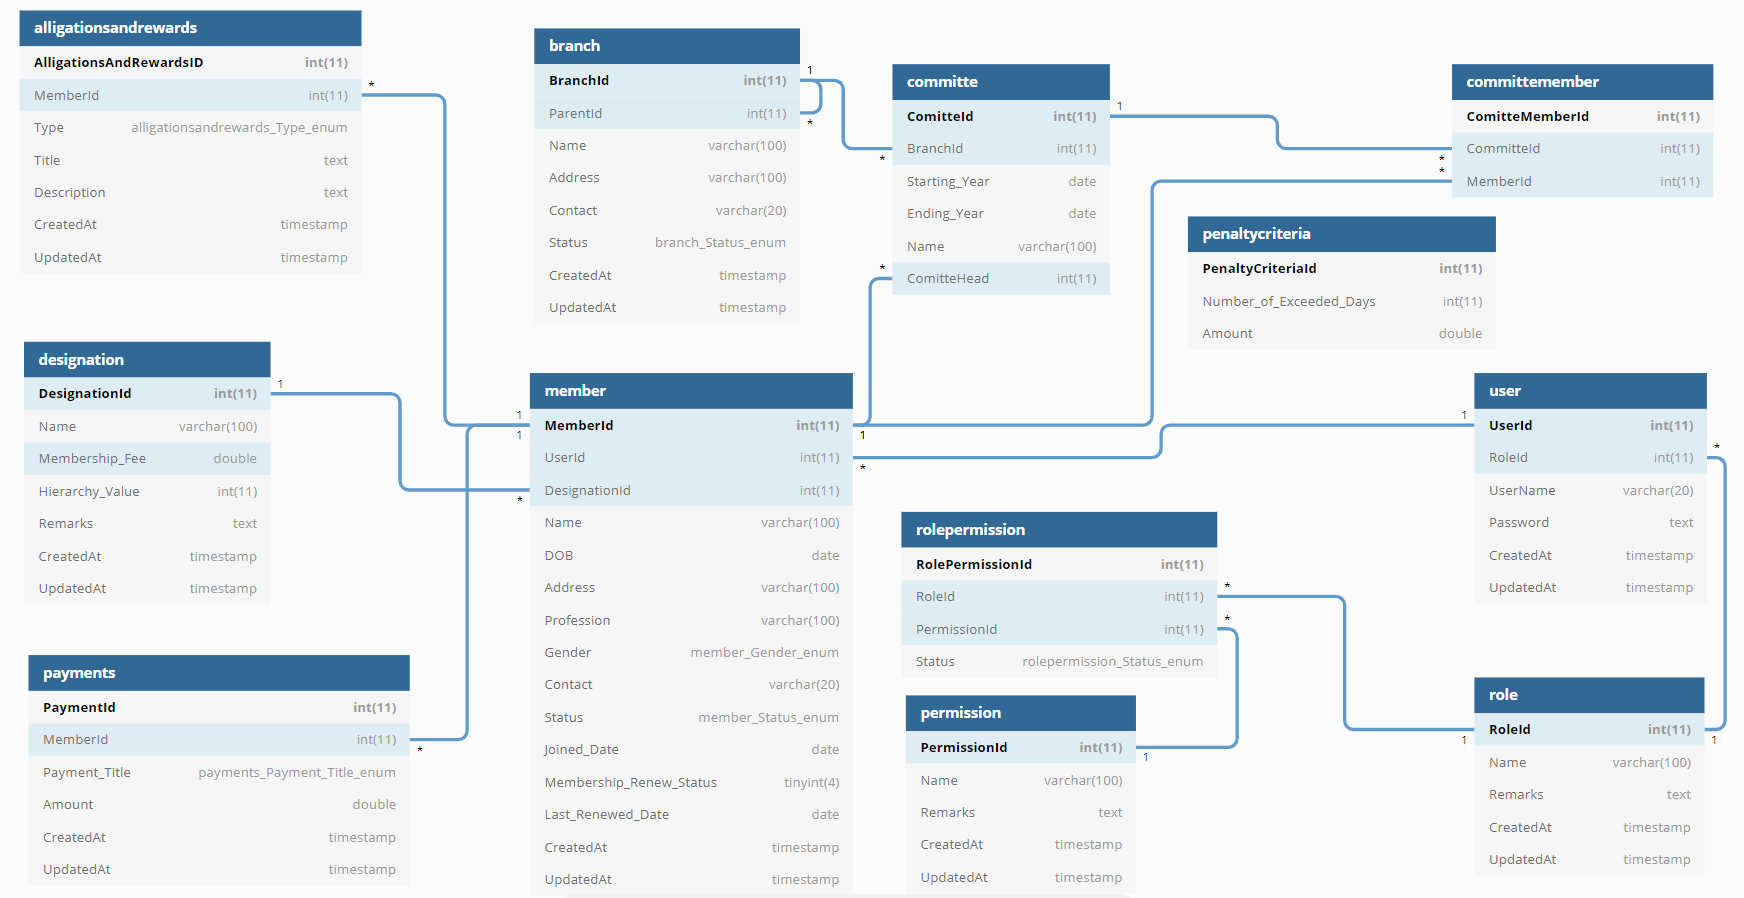 alligationsandrewards
AlligationsAndRewardsID int(11)
MemberId int(11) *
Type alligationsandrewards_Type_enum
Title text
Description text
CreatedAt timestamp
UpdatedAt timestamp
branch
BranchId int(11) 1
ParentId int(11) *
Name varchar(100)
Address varchar(100)
Contact varchar(20)
Status branch_Status_enum
CreatedAt timestamp
UpdatedAt timestamp
committe
ComitteId int(11) 1
* BranchId int(11)
Starting_Year date
Ending_Year date
Name varchar(100)
* ComitteHead int(11)
committemember
ComitteMemberId int(11)
* CommitteId int(11)
* MemberId int(11)
penaltycriteria
PenaltyCriteriaId int(11)
Number_of_Exceeded_Days int(11)
Amount double
designation
DesignationId int(11) 1
Name varchar(100)
Membership_Fee double
Hierarchy_Value int(11)
Remarks text
CreatedAt timestamp
UpdatedAt timestamp
member
1 1 MemberId int(11) 1
UserId int(11) *
* DesignationId int(11)
Name varchar(100)
DOB date
Address varchar(100)
Profession varchar(100)
Gender member_Gender_enum
Contact varchar(20)
Status member_Status_enum
Joined_Date date
Membership_Renew_Status tinyint(4)
Last_Renewed_Date date
CreatedAt timestamp
UpdatedAt timestamp
user
1 UserId int(11)
RoleId int(11) *
UserName varchar(20)
Password text
CreatedAt timestamp
UpdatedAt timestamp
rolepermission
RolePermissionId int(11)
RoleId int(11) *
PermissionId int(11) *
Status rolepermission_Status_enum
payments
PaymentId int(11)
MemberId int(11) *
Payment_Title payments_Payment_Title_enum
Amount double
CreatedAt timestamp
UpdatedAt timestamp
permission
PermissionId int(11) 1
Name varchar(100)
Remarks text
CreatedAt timestamp
UpdatedAt timestamp
role
1 RoleId int(11) 1
Name varchar(100)
Remarks text
CreatedAt timestamp
UpdatedAt timestamp